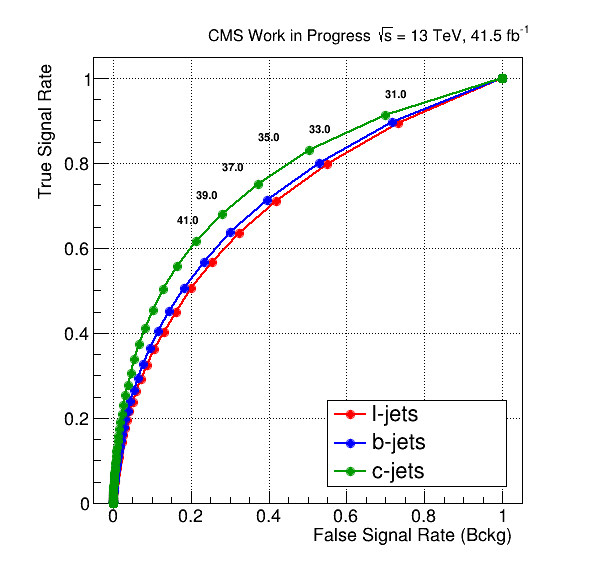 CMS Work in Progress √s = 13 TeV, 41.5 fb⁻¹
True Signal Rate
1
0.8
0.6
0.4
0.2
0
31.0
33.0
35.0
37.0
39.0
41.0
l-jets
b-jets
c-jets
0 0.2 0.4 0.6 0.8 1
False Signal Rate (Bckg)